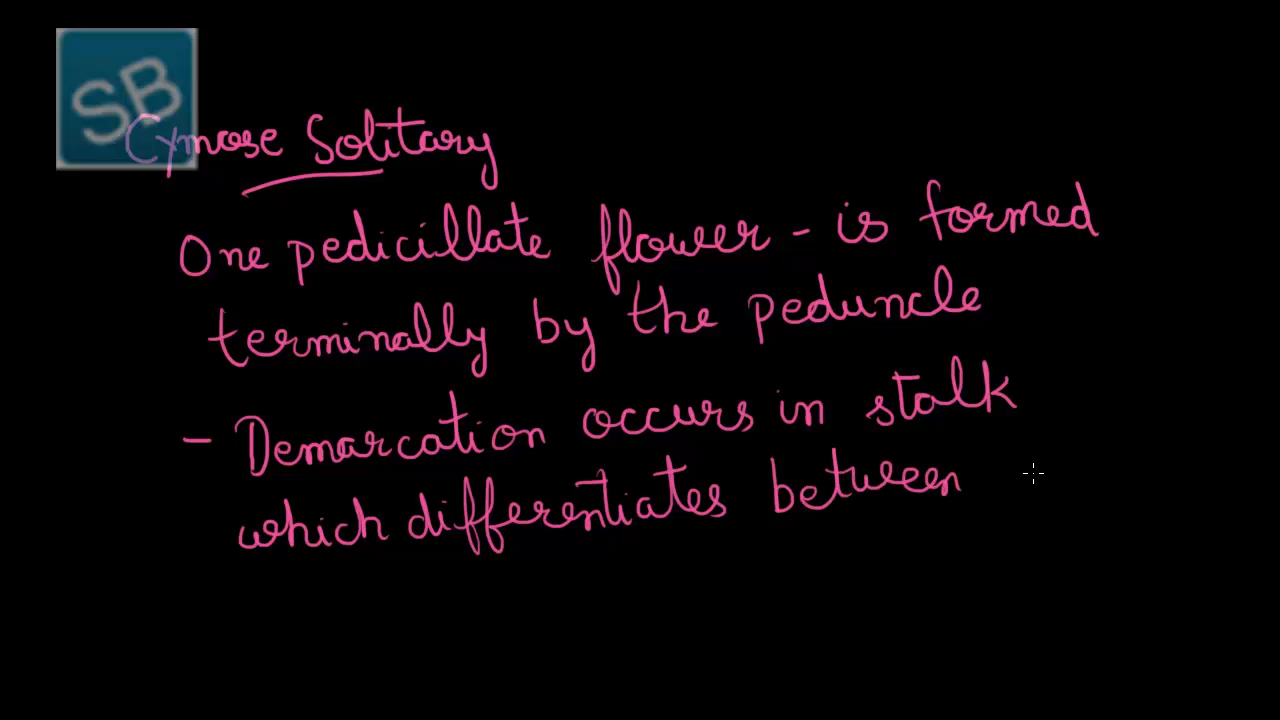 SB
Cymose Solitary
One pedicillate flower - is formed
terminally by the peduncle
- Demarcation occurs in stalk
which differentiates between